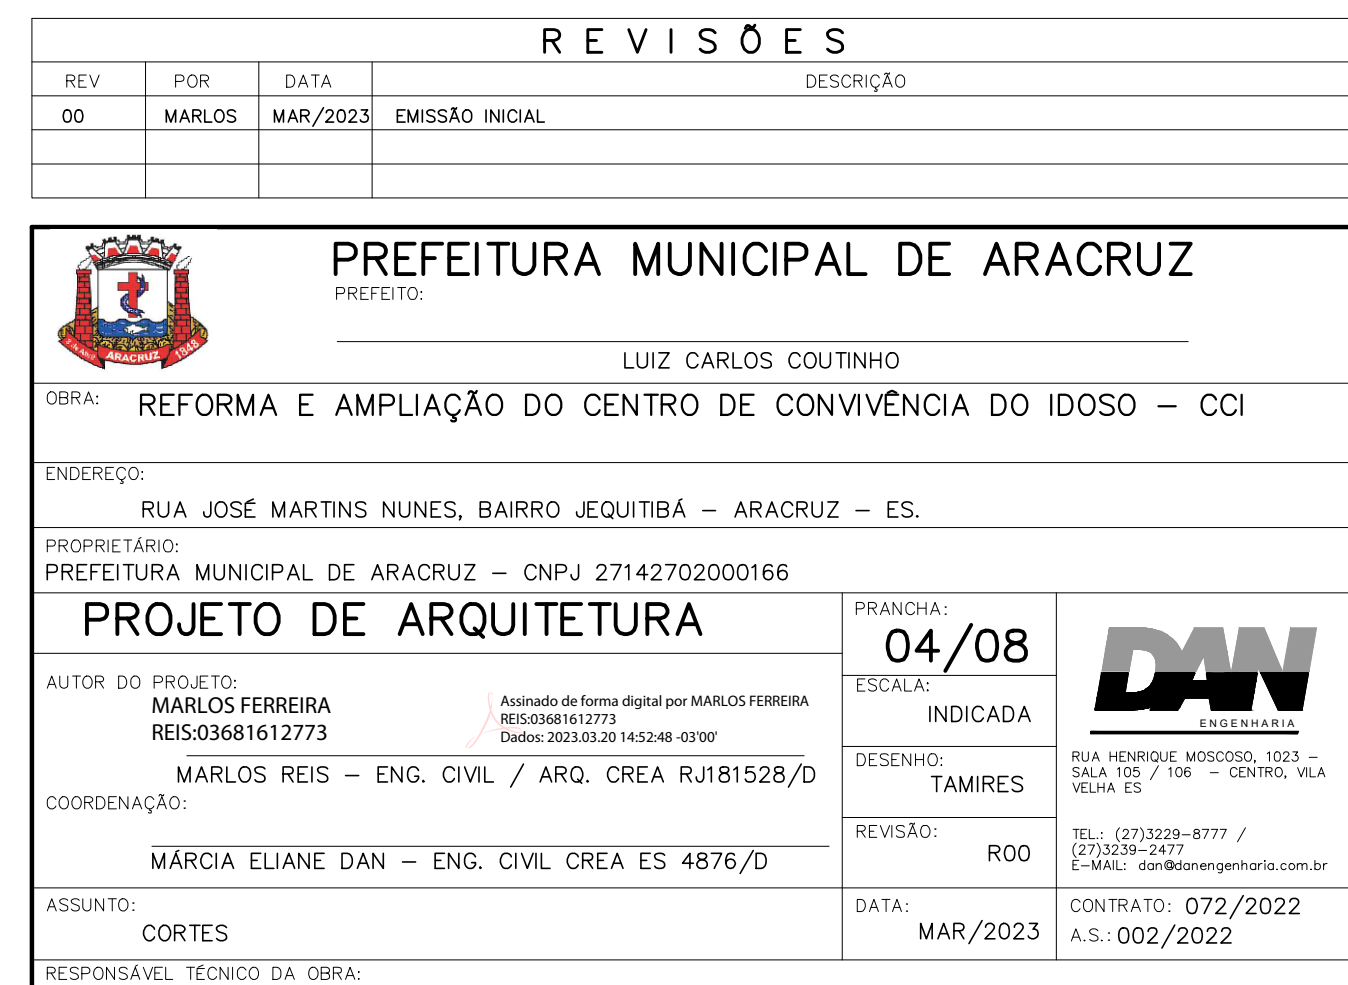 REVISÕES
REV POR DATA DESCRIÇÃO
00 MARLOS MAR/2023 EMISSÃO INICIAL
PREFEITURA MUNICIPAL DE ARACRUZ
PREFEITO:
3 de Abril ARACRUZ 1848
LUIZ CARLOS COUTINHO
OBRA: REFORMA E AMPLIAÇÃO DO CENTRO DE CONVIVÊNCIA DO IDOSO – CCI
ENDEREÇO:
RUA JOSÉ MARTINS NUNES, BAIRRO JEQUITIBÁ – ARACRUZ – ES.
PROPRIETÁRIO:
PREFEITURA MUNICIPAL DE ARACRUZ – CNPJ 27142702000166
PROJETO DE ARQUITETURA
AUTOR DO PROJETO:
MARLOS FERREIRA
REIS:03681612773
Assinado de forma digital por MARLOS FERREIRA
REIS:03681612773
Dados: 2023.03.20 14:52:48 -03'00'
MARLOS REIS – ENG. CIVIL / ARQ. CREA RJ181528/D
COORDENAÇÃO:
MÁRCIA ELIANE DAN – ENG. CIVIL CREA ES 4876/D
PRANCHA:
04/08
ESCALA:
INDICADA
DESENHO:
TAMIRES
REVISÃO:
R00
DAN
ENGENHARIA
RUA HENRIQUE MOSCOSO, 1023 –
SALA 105 / 106 – CENTRO, VILA
VELHA ES
TEL.: (27)3229–8777 /
(27)3239–2477
E–MAIL: dan@danengenharia.com.br
ASSUNTO:
CORTES
DATA:
MAR/2023
CONTRATO: 072/2022
A.S.: 002/2022
RESPONSÁVEL TÉCNICO DA OBRA: